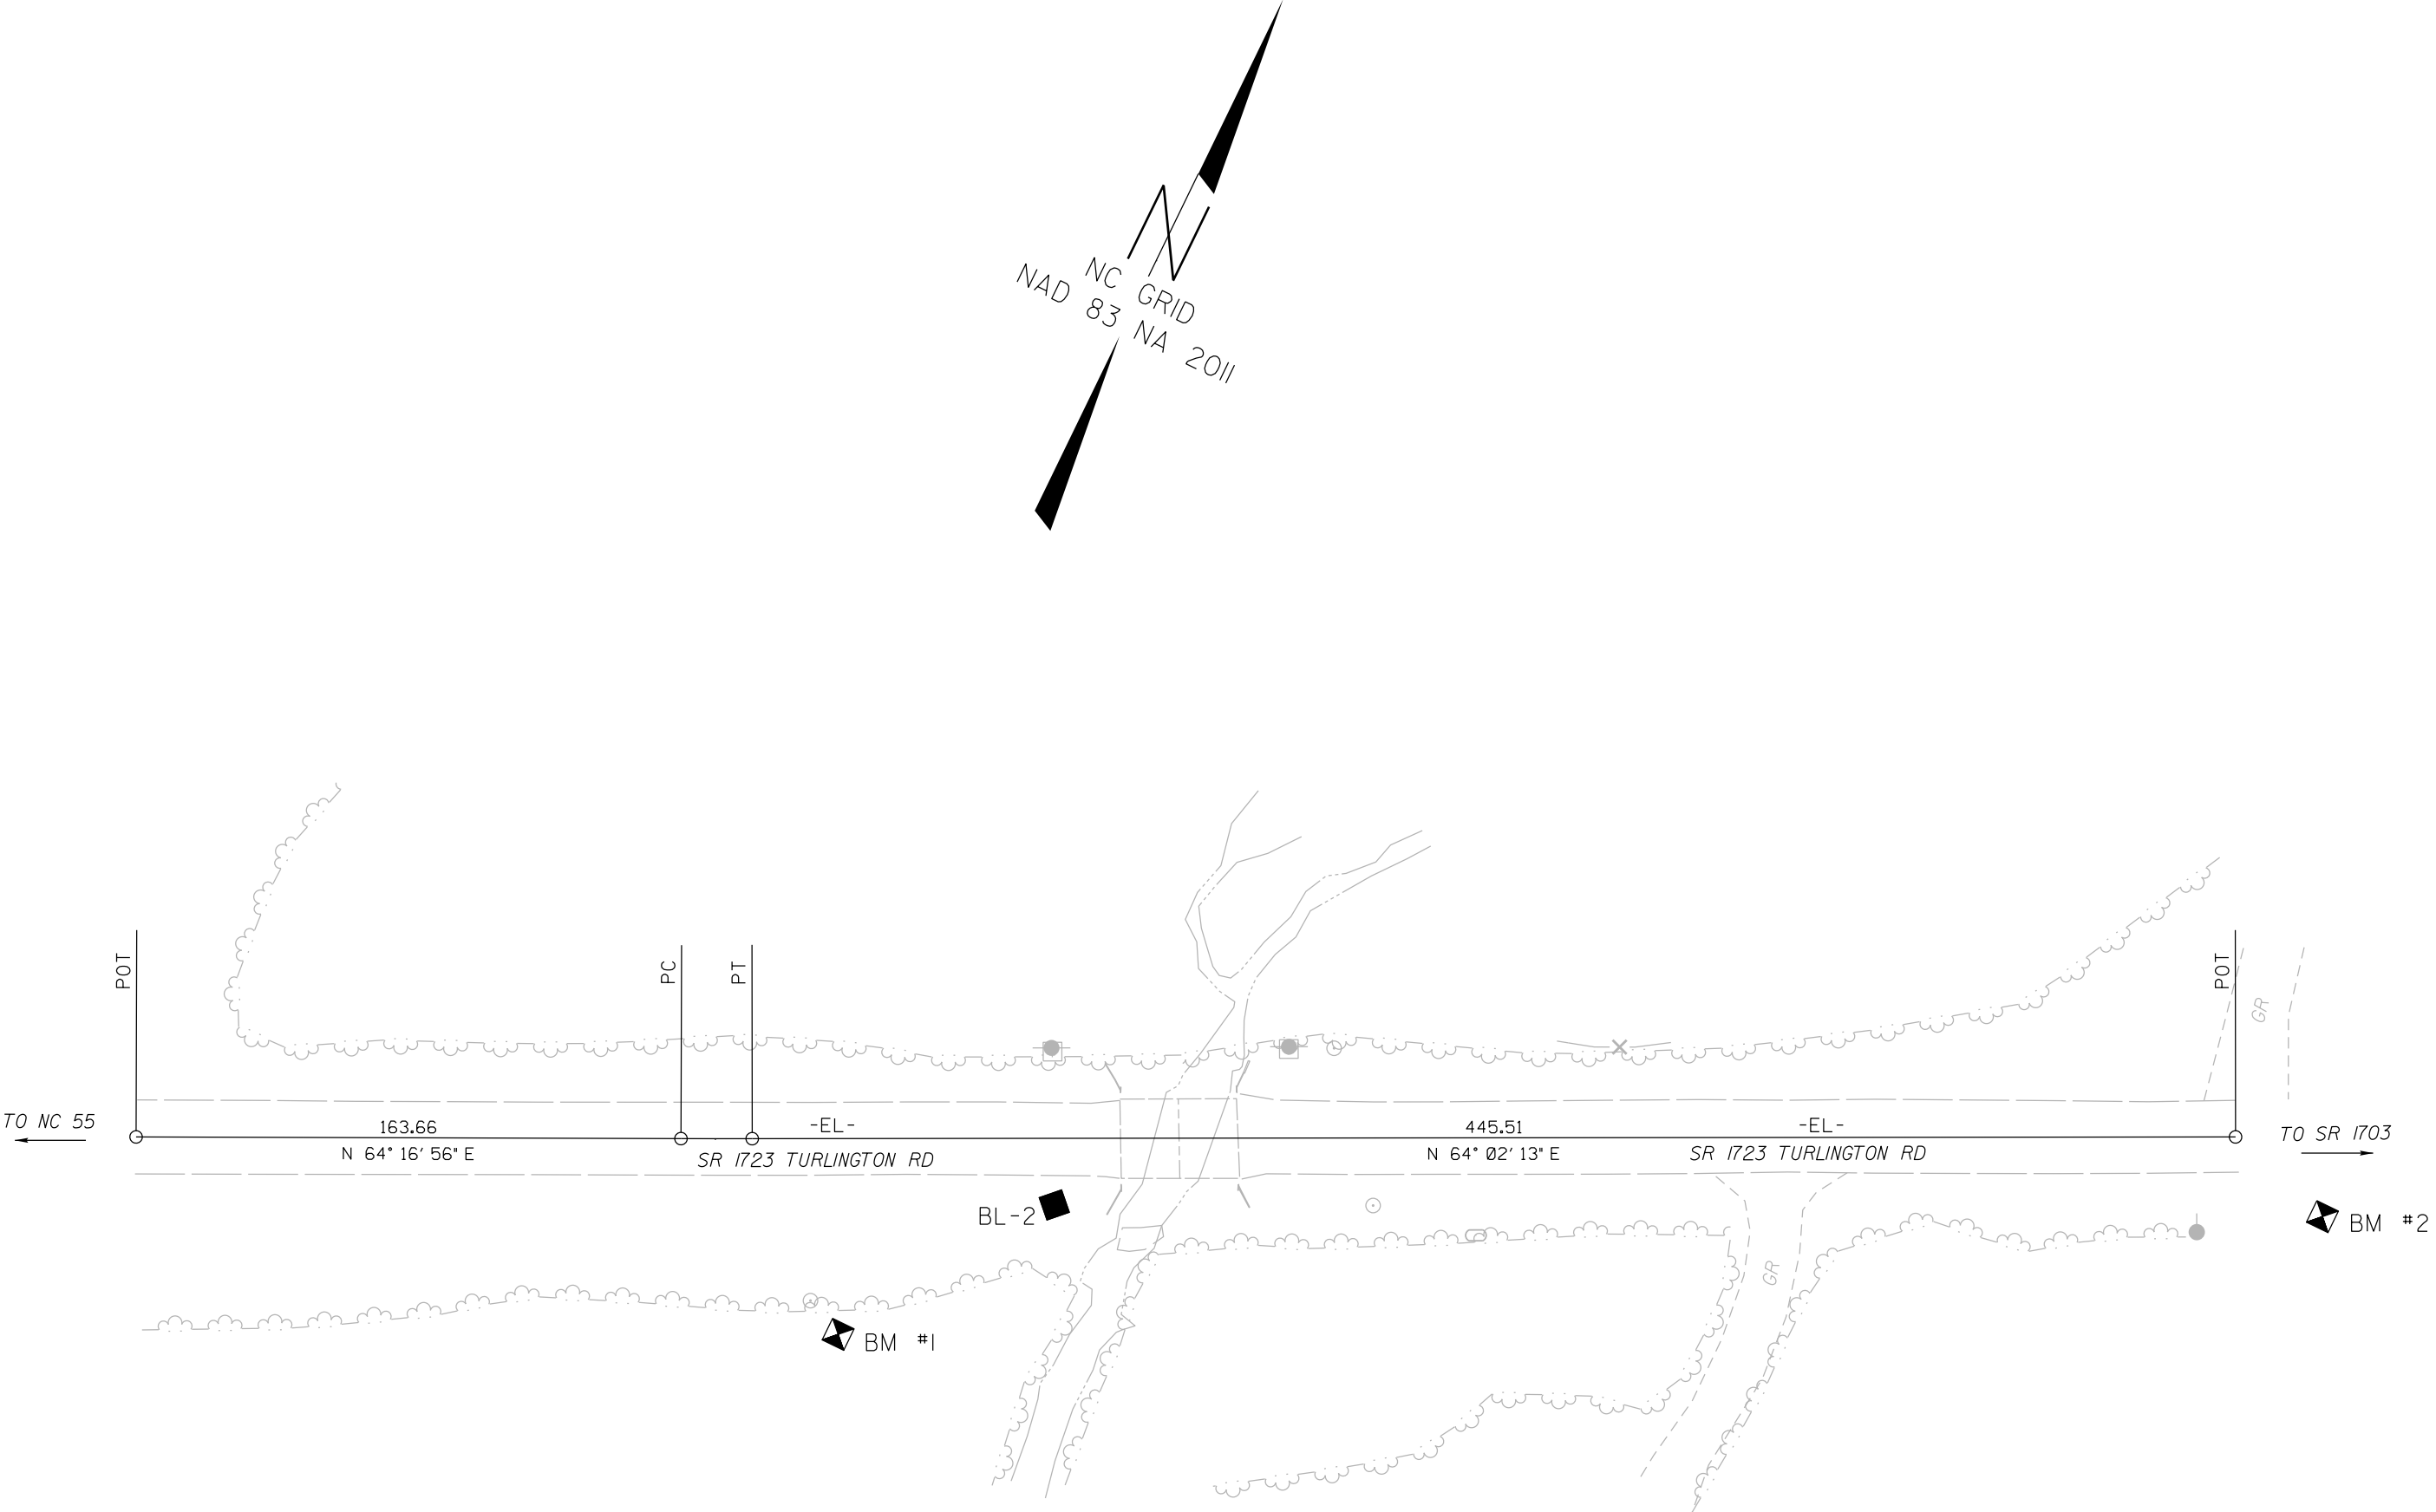 N
NC GRID
NAD 83 NA 2011
POT
PC
PT
POT
GR
TO NC 55
163.66
-EL-
445.51
-EL-
TO SR 1703
N 64° 16' 56" E
SR 1723 TURLINGTON RD
N 64° 02' 13" E
SR 1723 TURLINGTON RD
BL-2
BM #2
GR
BM #1